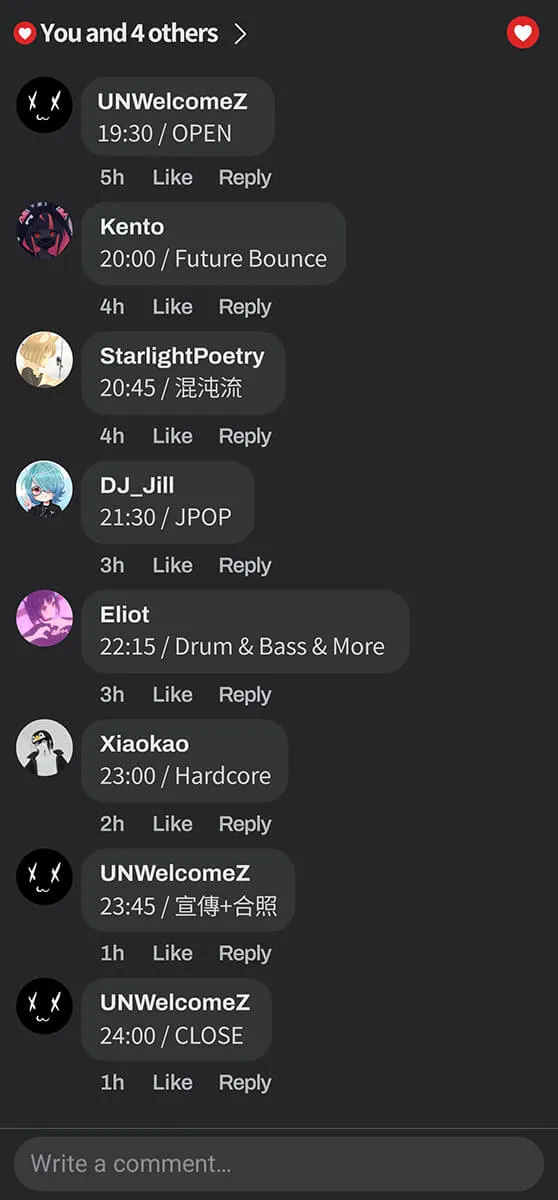 You and 4 others
UNWelcomeZ
19:30 / OPEN
5h Like Reply
Kento
20:00 / Future Bounce
4h Like Reply
StarlightPoetry
20:45 / 混沌流
4h Like Reply
DJ_Jill
21:30 / JPOP
3h Like Reply
Eliot
22:15 / Drum & Bass & More
3h Like Reply
Xiaokao
23:00 / Hardcore
2h Like Reply
UNWelcomeZ
23:45 / 宣傳+合照
1h Like Reply
UNWelcomeZ
24:00 / CLOSE
1h Like Reply
Write a comment...